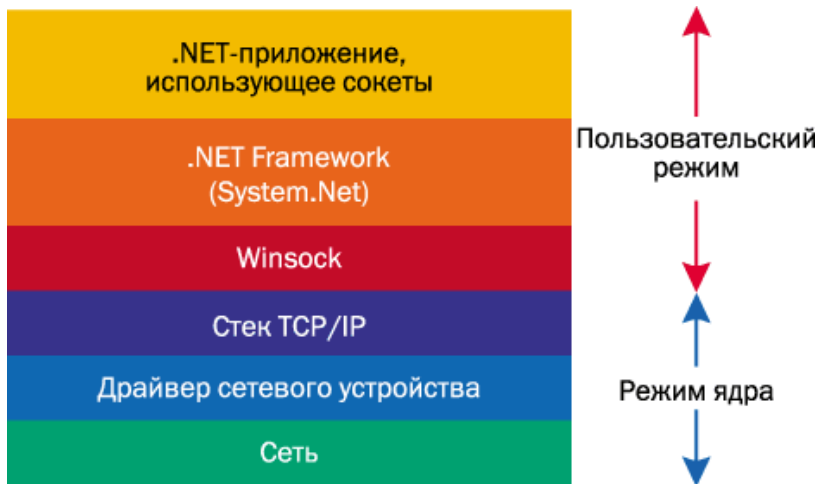 .NET-приложение,
использующее сокеты
.NET Framework
(System.Net)
Winsock
Стек TCP/IP
Драйвер сетевого устройства
Сеть
Пользовательский
режим
Режим ядра